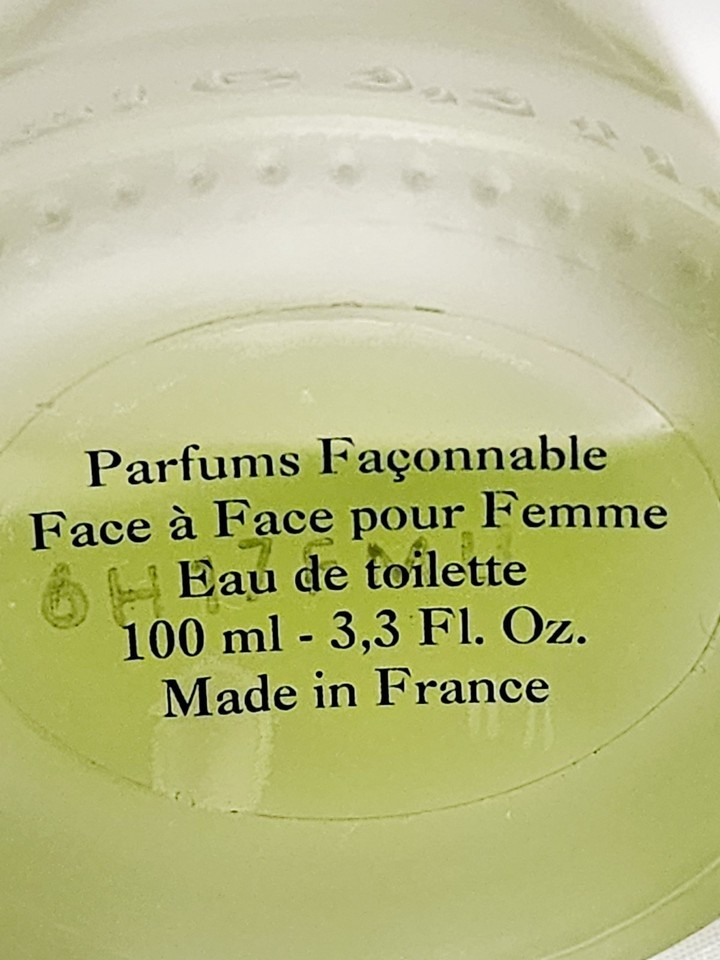 Parfums Façonnable
Face à Face pour Femme
Eau de toilette
100 ml - 3,3 Fl. Oz.
Made in France